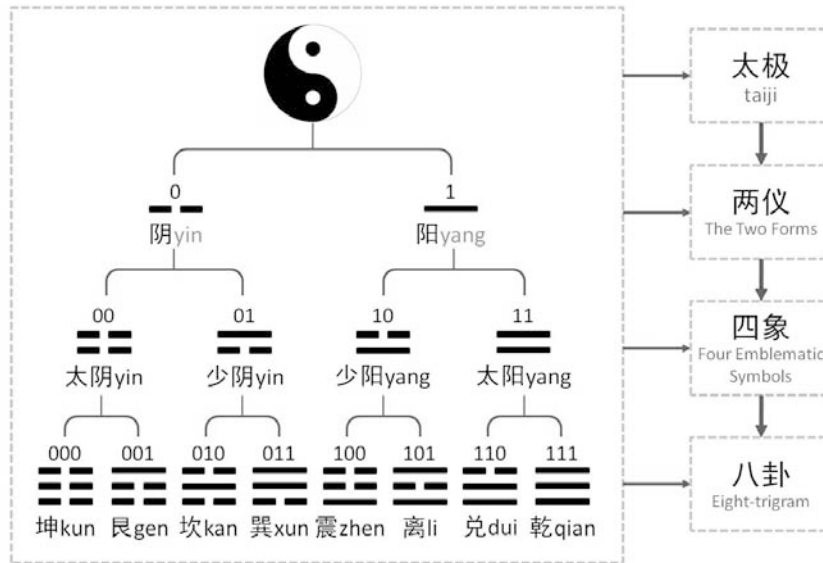 太极
taiji
0
1
阴yin
阳yang
两仪
The Two Forms
00
01
10
11
太阴yin
少阴yin
少阳yang
太阳yang
四象
Four Emblematic
Symbols
000
001
010
011
100
101
110
111
坤kun
艮gen
坎kan
巽xun
震zhen
离li
兑dui
乾qian
八卦
Eight-trigram